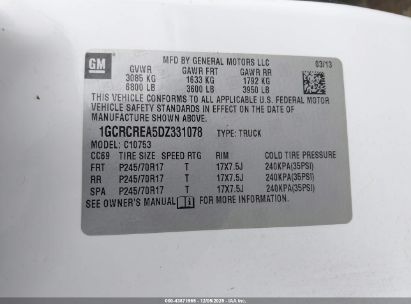 GM
MFD BY GENERAL MOTORS LLC
03/13
GVWR GAWR FRT GAWR RR
3085 KG 1633 KG 1792 KG
6800 LB 3600 LB 3950 LB
THIS VEHICLE CONFORMS TO ALL APPLICABLE U.S. FEDERAL MOTOR
VEHICLE SAFETY STANDARDS IN EFFECT ON THE DATE OF
MANUFACTURE SHOWN ABOVE.
1GCRCREA5DZ331078 TYPE: TRUCK
MODEL: C10753
CC69 TIRE SIZE SPEED RTG RIM COLD TIRE PRESSURE
FRT P245/70R17 T 17X7.5J 240KPA(35PSI)
RR P245/70R17 T 17X7.5J 240KPA(35PSI)
SPA P245/70R17 T 17X7.5J 240KPA(35PSI)
SEE OWNER'S MANUAL FOR MORE INFORMATION.